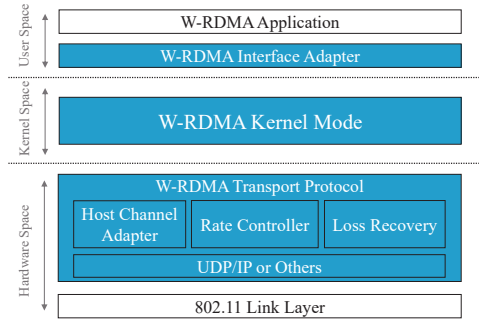 User Space
W-RDMA Application
W-RDMA Interface Adapter
Kernel Space
W-RDMA Kernel Mode
Hardware Space
W-RDMA Transport Protocol
Host Channel
Adapter
Rate Controller
Loss Recovery
UDP/IP or Others
802.11 Link Layer